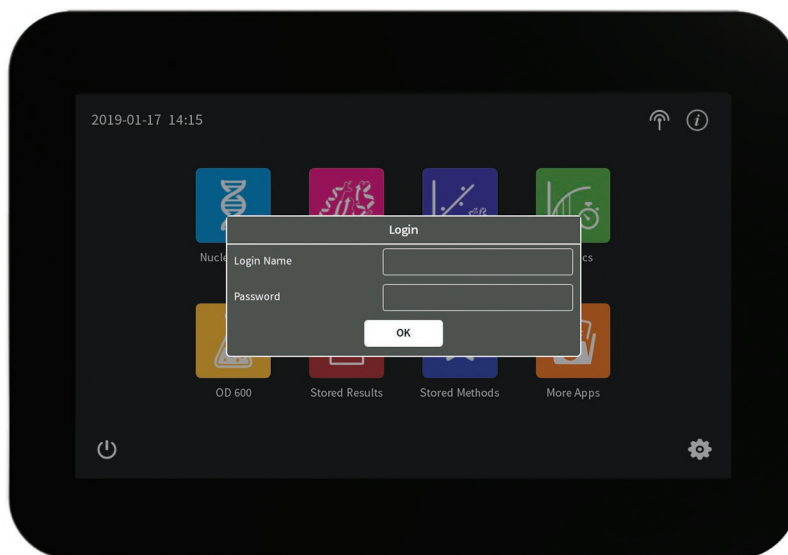 2019-01-17 14:15
Login
Login Name
Password
OK
OD 600
Stored Results
Stored Methods
More Apps